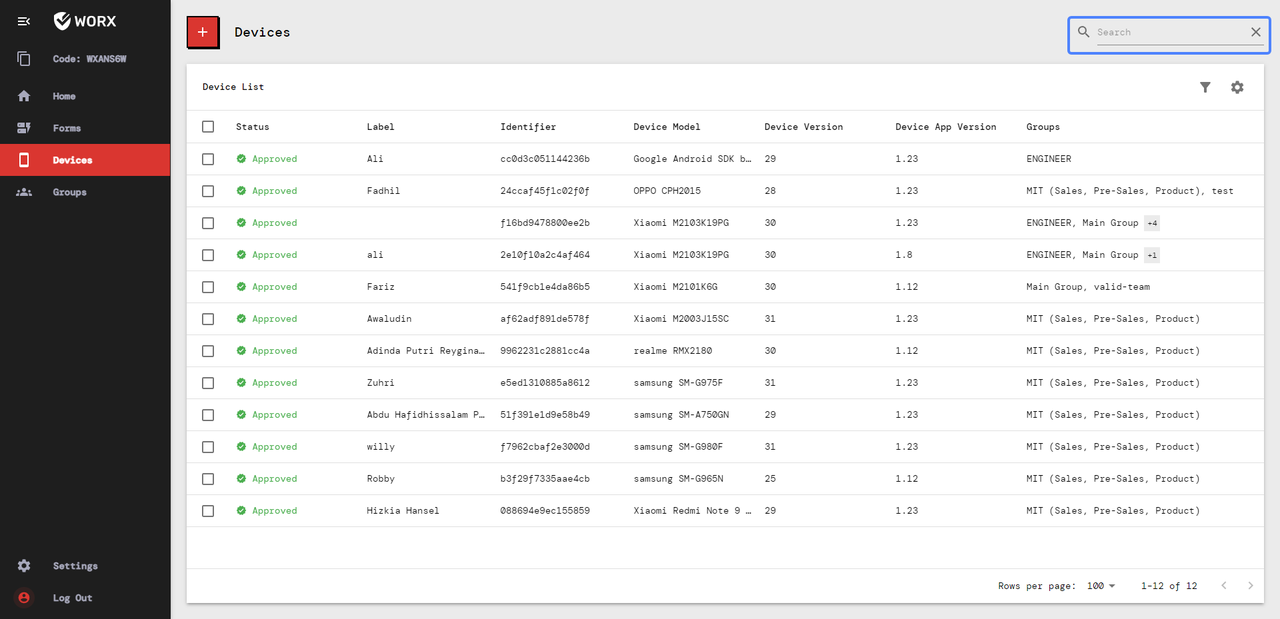 WORX
Code: WXANS6W
Home
Forms
Devices
Groups
Settings
Log Out
+ Devices
Search
Device List
Status Label Identifier Device Model Device Version Device App Version Groups
Approved Ali cc0d3c051144236b Google Android SDK b… 29 1.23 ENGINEER
Approved Fadhil 24ccaf45f1c02f0f OPPO CPH2015 28 1.23 MIT (Sales, Pre-Sales, Product), test
Approved f16bd9478800ee2b Xiaomi M2103K19PG 30 1.23 ENGINEER, Main Group +4
Approved ali 2e10f10a2c4af464 Xiaomi M2103K19PG 30 1.8 ENGINEER, Main Group +1
Approved Fariz 541f9cb1e4da86b5 Xiaomi M2101K6G 30 1.12 Main Group, valid-team
Approved Awaludin af62adf891de578f Xiaomi M2003J15SC 31 1.23 MIT (Sales, Pre-Sales, Product)
Approved Adinda Putri Reygina… 9962231c2881cc4a realme RMX2180 30 1.12 MIT (Sales, Pre-Sales, Product)
Approved Zuhri e5ed1310885a8612 samsung SM-G975F 31 1.23 MIT (Sales, Pre-Sales, Product)
Approved Abdu Hafidhissalam P… 51f391e1d9e58b49 samsung SM-A750GN 29 1.23 MIT (Sales, Pre-Sales, Product)
Approved willy f7962cbaf2e3000d samsung SM-G980F 31 1.23 MIT (Sales, Pre-Sales, Product)
Approved Robby b3f29f7335aae4cb samsung SM-G965N 25 1.12 MIT (Sales, Pre-Sales, Product)
Approved Hizkia Hansel 088694e9ec155859 Xiaomi Redmi Note 9 … 29 1.23 MIT (Sales, Pre-Sales, Product)
Rows per page: 100 1-12 of 12